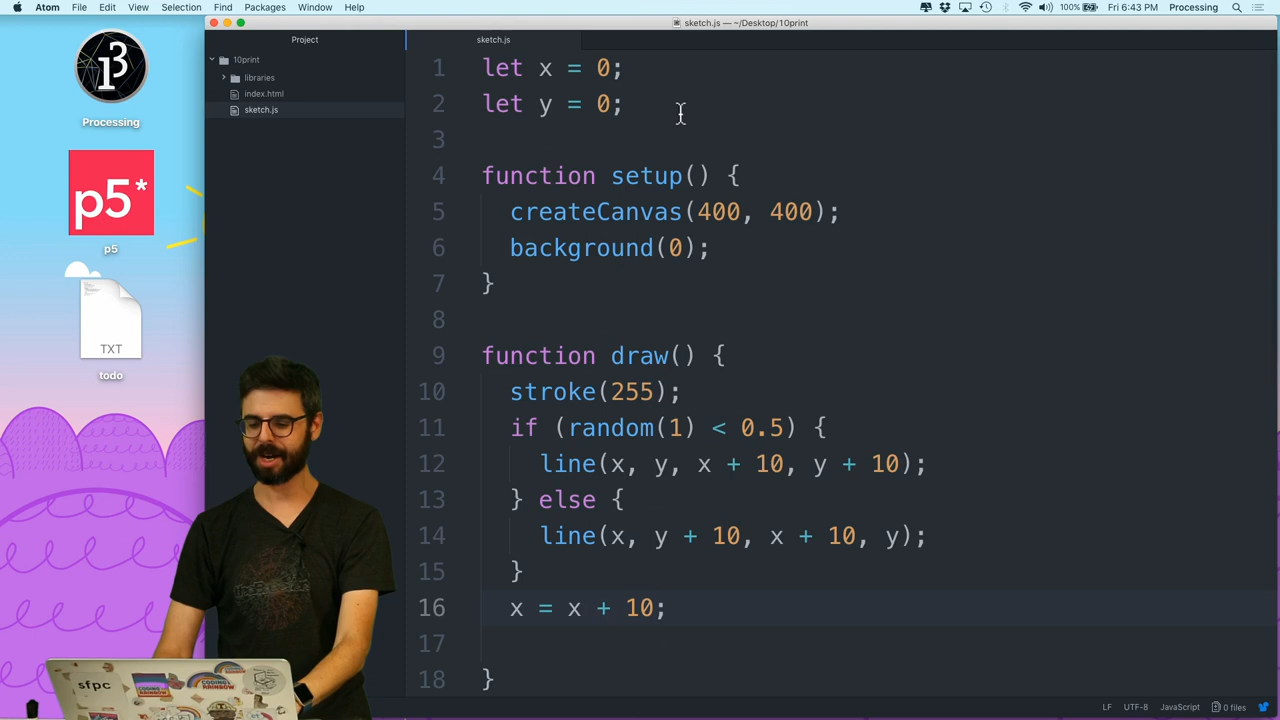 Atom File Edit View Selection Find Packages Window Help
100% Fri 6:43 PM Processing
sketch.js — ~/Desktop/10print
Project
sketch.js
10print
libraries
index.html
sketch.js
Processing
p5*
p5
TXT
todo
1 let x = 0;
2 let y = 0;
3
4 function setup() {
5 createCanvas(400, 400);
6 background(0);
7 }
8
9 function draw() {
10 stroke(255);
11 if (random(1) < 0.5) {
12 line(x, y, x + 10, y + 10);
13 } else {
14 line(x, y + 10, x + 10, y);
15 }
16 x = x + 10;
17
18 }
sfpc
CODING RAINBOW
LF UTF-8 JavaScript 0 files